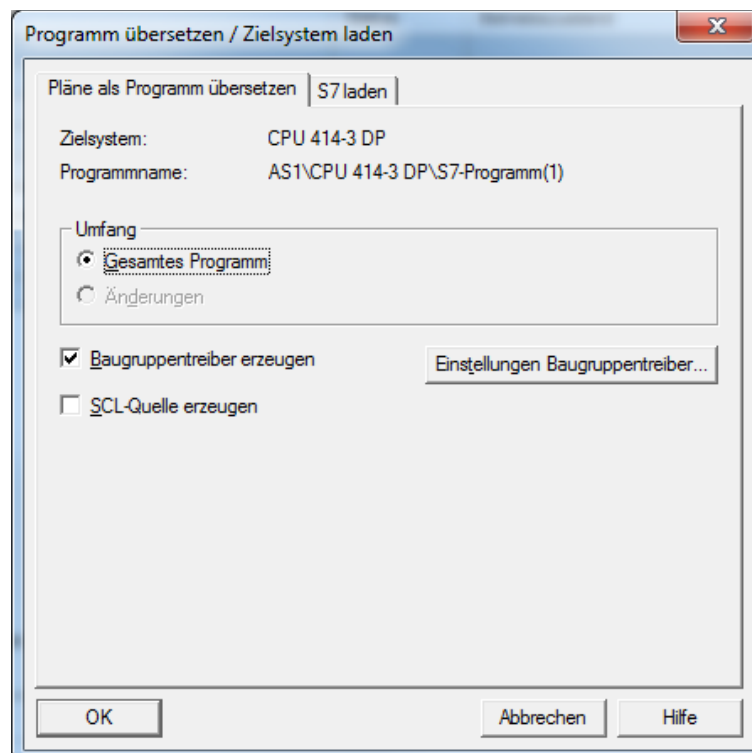 Programm übersetzen / Zielsystem laden
Pläne als Programm übersetzen
S7 laden
Zielsystem: CPU 414-3 DP
Programmname: AS1\CPU 414-3 DP\S7-Programm(1)
Umfang
Gesamtes Programm
Änderungen
Baugruppentreiber erzeugen
Einstellungen Baugruppentreiber...
SCL-Quelle erzeugen
OK
Abbrechen
Hilfe